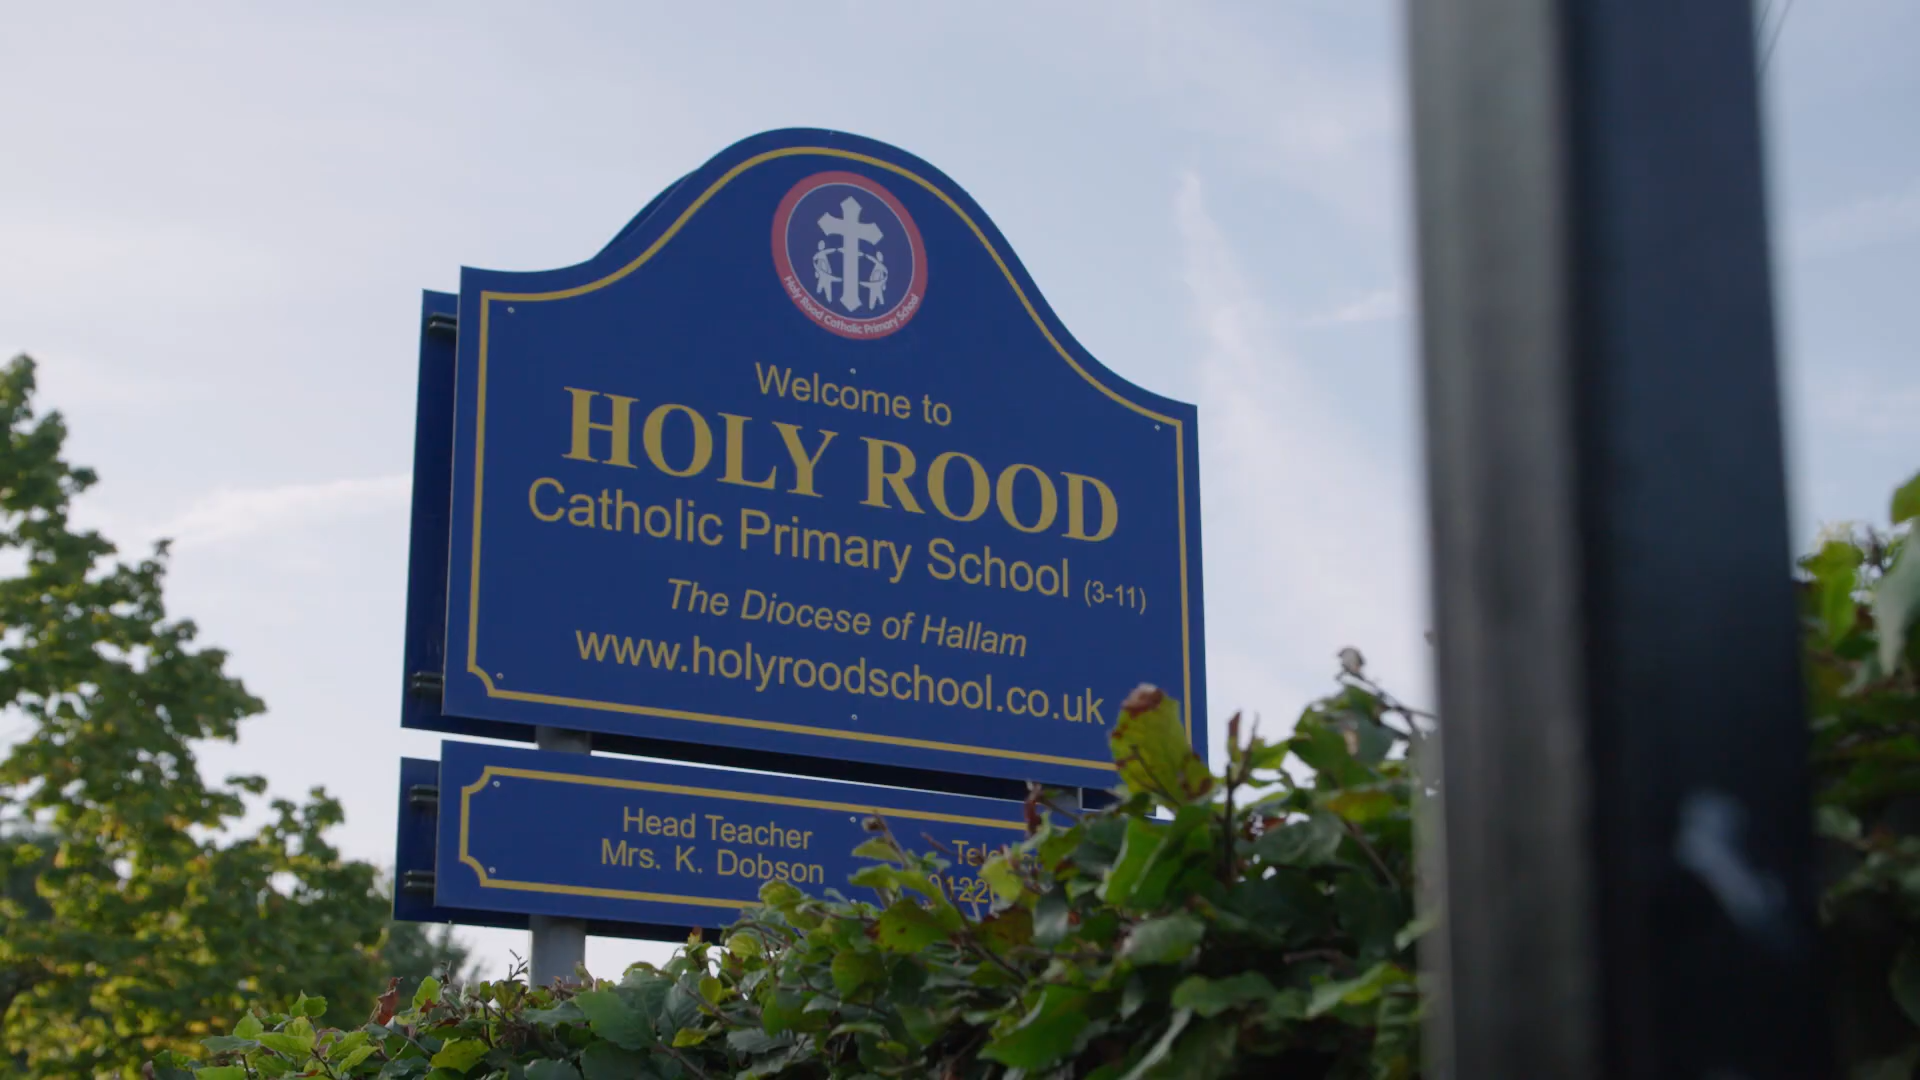 Holy Rood Catholic Primary School
Welcome to
HOLY ROOD
Catholic Primary School (3-11)
The Diocese of Hallam
www.holyroodschool.co.uk
Head Teacher
Mrs. K. Dobson